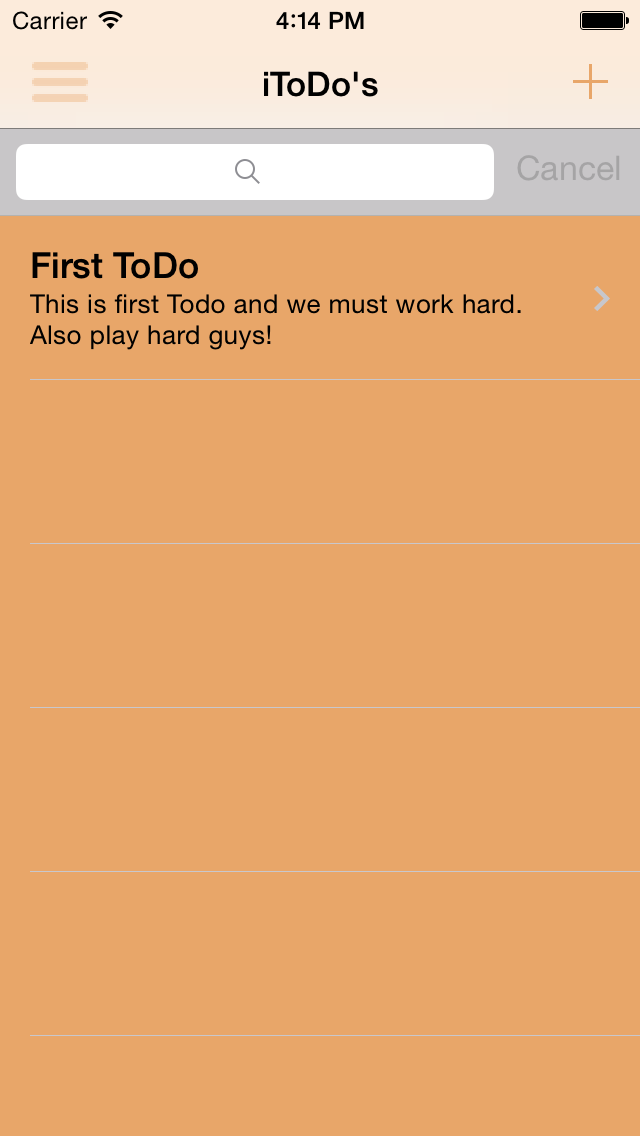 Carrier 4:14 PM
iToDo's
Cancel
First ToDo
This is first Todo and we must work hard.
Also play hard guys!